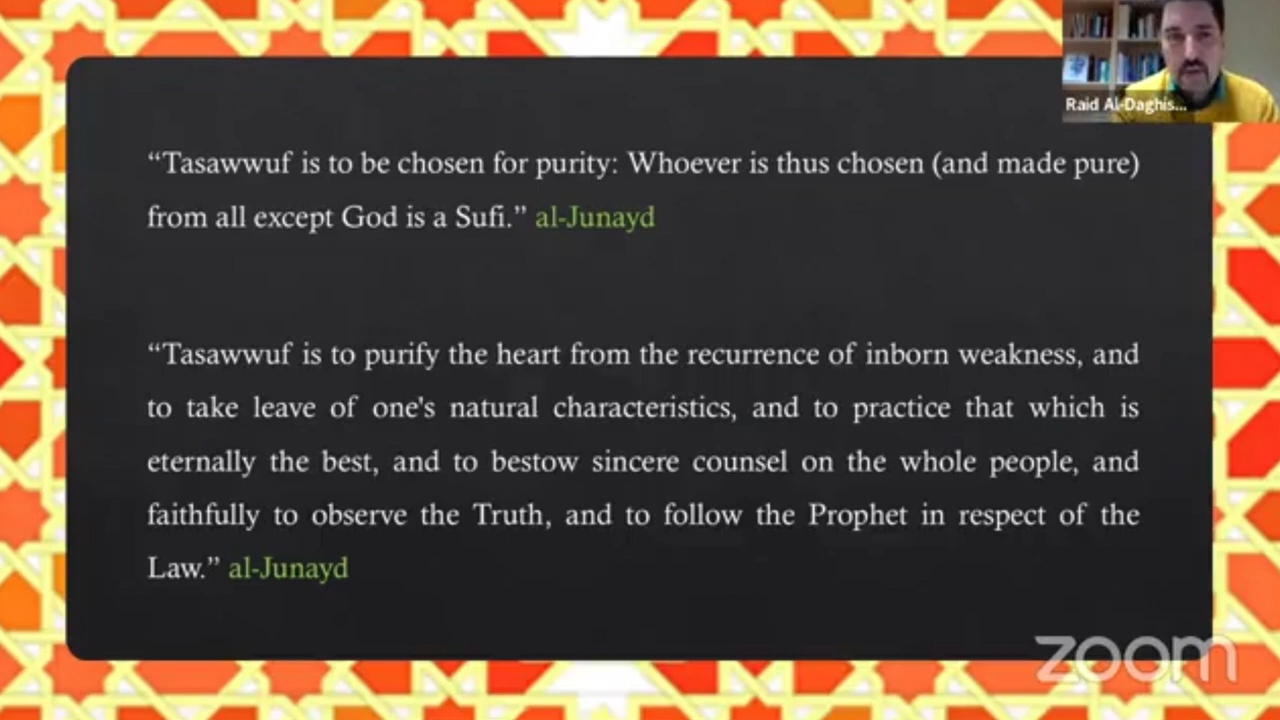 Raid Al-Daghis...
“Tasawwuf is to be chosen for purity: Whoever is thus chosen (and made pure)
from all except God is a Sufi.” al-Junayd
“Tasawwuf is to purify the heart from the recurrence of inborn weakness, and
to take leave of one's natural characteristics, and to practice that which is
eternally the best, and to bestow sincere counsel on the whole people, and
faithfully to observe the Truth, and to follow the Prophet in respect of the
Law.” al-Junayd
zoom